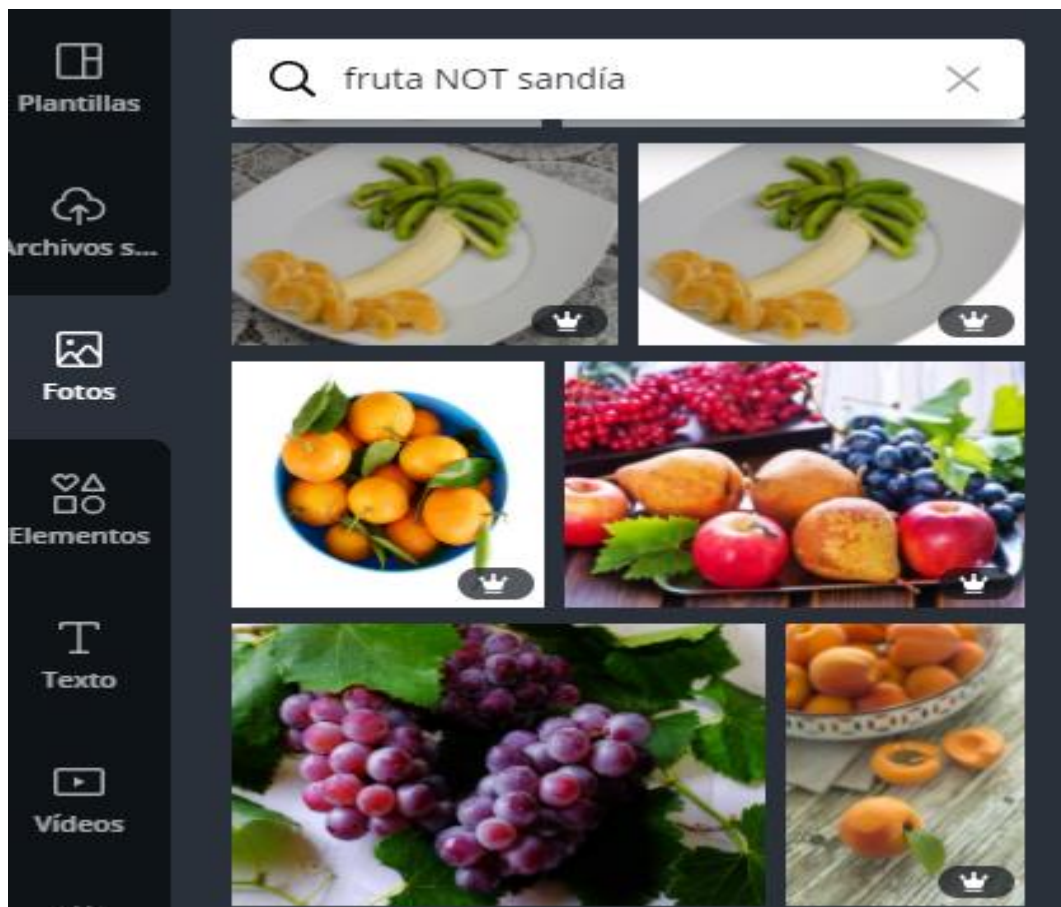 fruta NOT sandía
Plantillas
Archivos s...
Fotos
Elementos
Texto
Vídeos